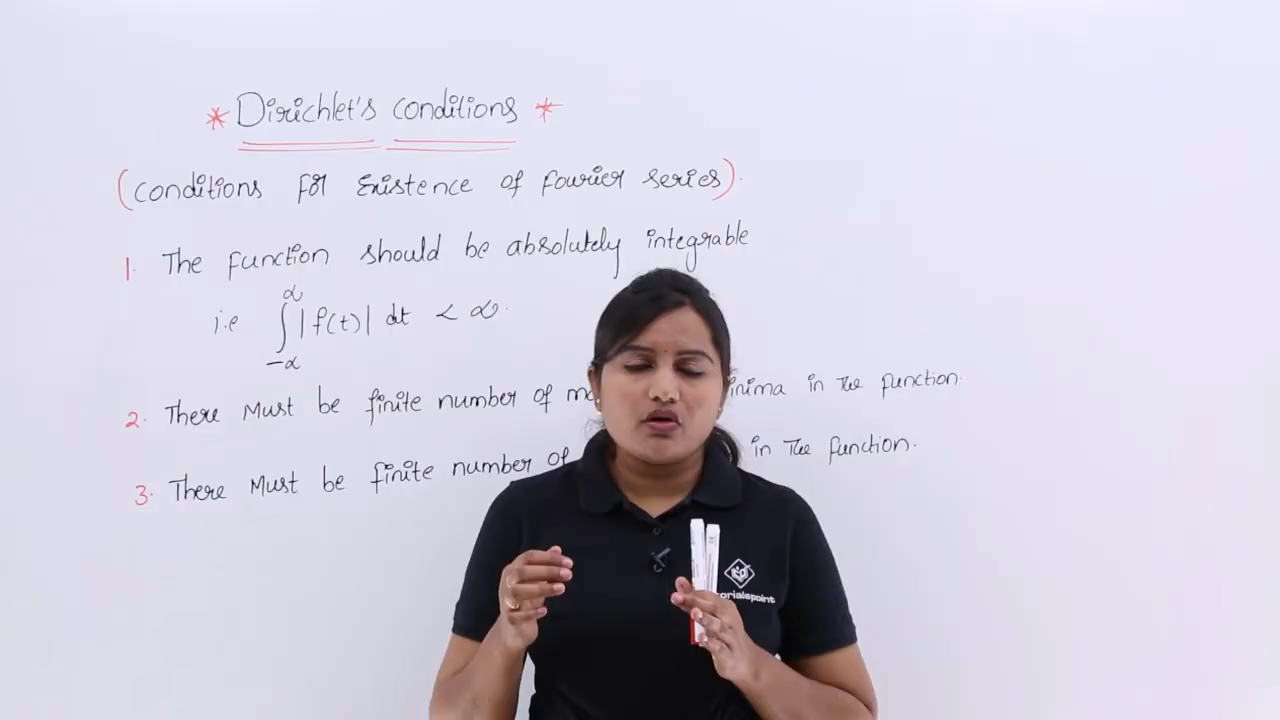 * Dirichlet's conditions *
(conditions for Existence of fourier series).
1. The function should be absolutely integrable
i.e ∫_{-α}^{α} |f(t)| dt < ∞.
2. There Must be finite number of in the function.
3. There Must be finite number of in the function.